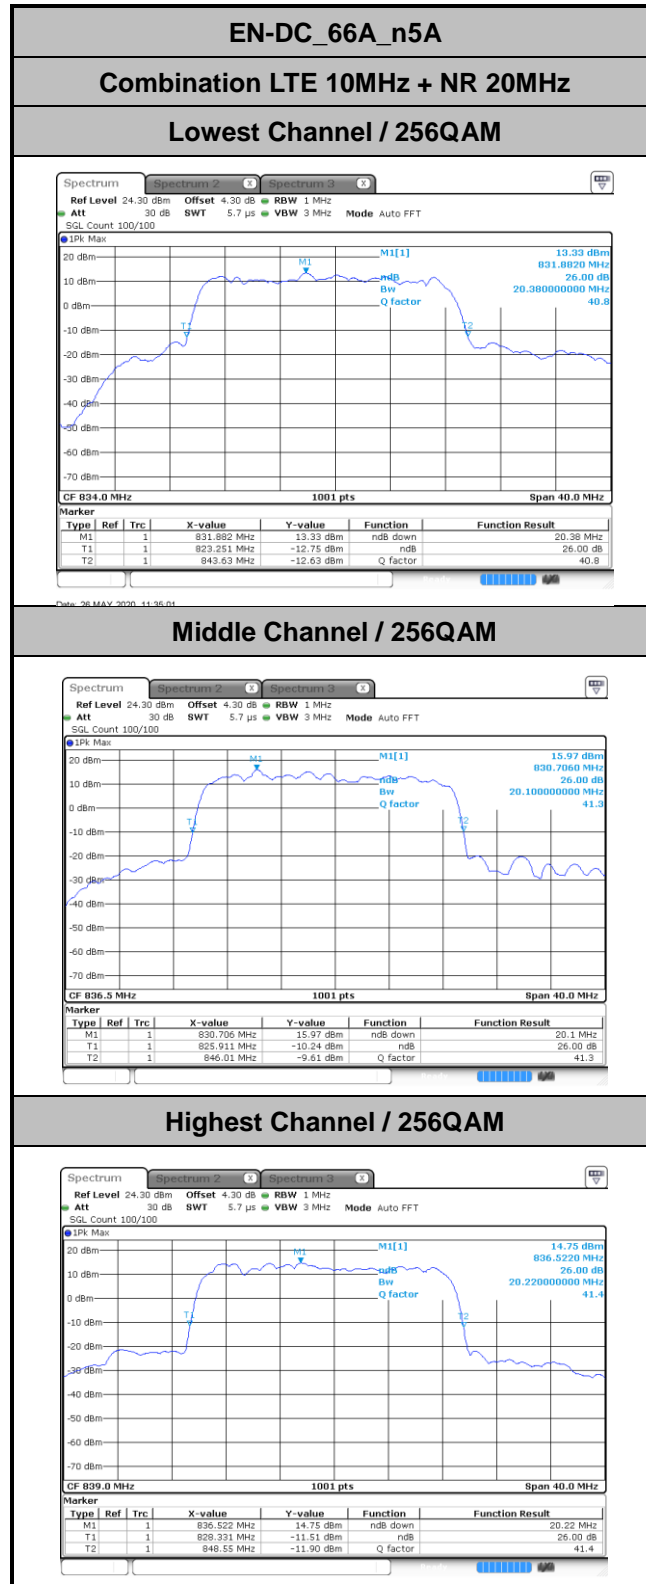 EN-DC_66A_n5A
Combination LTE 10MHz + NR 20MHz
Lowest Channel / 256QAM
Spectrum Spectrum 2 X Spectrum 3 X
Ref Level 24.30 dBm Offset 4.30 dB RBW 1 MHz
Att 30 dB SWT 5.7 µs VBW 3 MHz Mode Auto FFT
SGL Count 100/100
1Pk Max
M1[1] 13.33 dBm
831.8820 MHz
ndB 26.00 dB
Bw 20.380000000 MHz
Q factor 40.8
M1
T1
T2
20 dBm
10 dBm
0 dBm
-10 dBm
-20 dBm
-30 dBm
-40 dBm
-50 dBm
-60 dBm
-70 dBm
CF 834.0 MHz 1001 pts Span 40.0 MHz
Marker
Type Ref Trc X-value Y-value Function Function Result
M1 1 831.882 MHz 13.33 dBm ndB down 20.38 MHz
T1 1 823.251 MHz -12.75 dBm ndB 26.00 dB
T2 1 843.63 MHz -12.63 dBm Q factor 40.8
Date: 26 MAY 2020 11:35:01
Middle Channel / 256QAM
Spectrum Spectrum 2 X Spectrum 3 X
Ref Level 24.30 dBm Offset 4.30 dB RBW 1 MHz
Att 30 dB SWT 5.7 µs VBW 3 MHz Mode Auto FFT
SGL Count 100/100
1Pk Max
M1[1] 15.97 dBm
830.7060 MHz
ndB 26.00 dB
Bw 20.100000000 MHz
Q factor 41.3
M1
T1
T2
20 dBm
10 dBm
0 dBm
-10 dBm
-20 dBm
-30 dBm
-40 dBm
-50 dBm
-60 dBm
-70 dBm
CF 836.5 MHz 1001 pts Span 40.0 MHz
Marker
Type Ref Trc X-value Y-value Function Function Result
M1 1 830.706 MHz 15.97 dBm ndB down 20.1 MHz
T1 1 825.911 MHz -10.24 dBm ndB 26.00 dB
T2 1 846.01 MHz -9.61 dBm Q factor 41.3
Highest Channel / 256QAM
Spectrum Spectrum 2 X Spectrum 3 X
Ref Level 24.30 dBm Offset 4.30 dB RBW 1 MHz
Att 30 dB SWT 5.7 µs VBW 3 MHz Mode Auto FFT
SGL Count 100/100
1Pk Max
M1[1] 14.75 dBm
836.5220 MHz
ndB 26.00 dB
Bw 20.220000000 MHz
Q factor 41.4
M1
T1
T2
20 dBm
10 dBm
0 dBm
-10 dBm
-20 dBm
-30 dBm
-40 dBm
-50 dBm
-60 dBm
-70 dBm
CF 839.0 MHz 1001 pts Span 40.0 MHz
Marker
Type Ref Trc X-value Y-value Function Function Result
M1 1 836.522 MHz 14.75 dBm ndB down 20.22 MHz
T1 1 828.331 MHz -11.51 dBm ndB 26.00 dB
T2 1 848.55 MHz -11.90 dBm Q factor 41.4